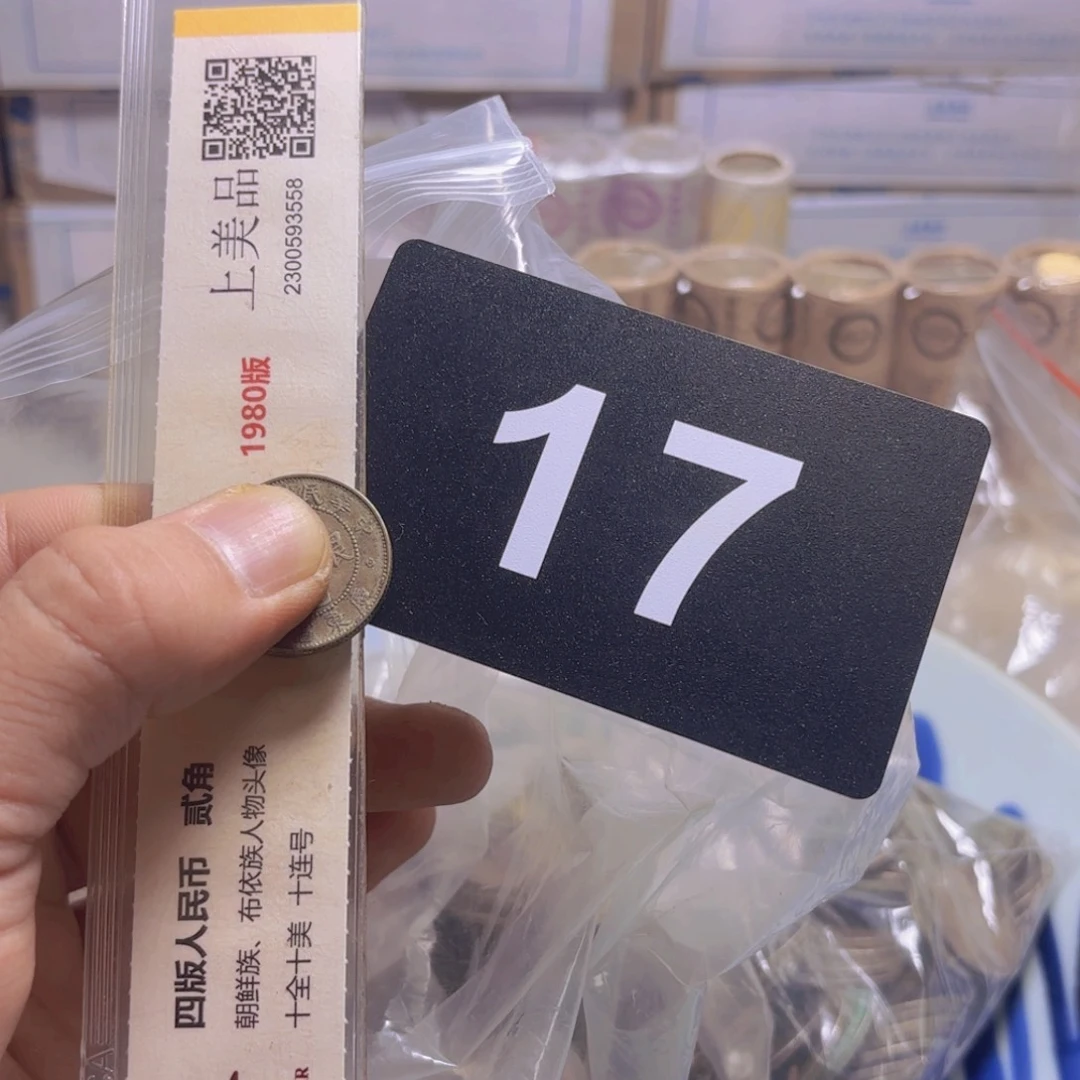 上美品
2300593558
1980版
四版人民币 贰角
朝鲜族、布依族人物头像
十全十美 十连号
17